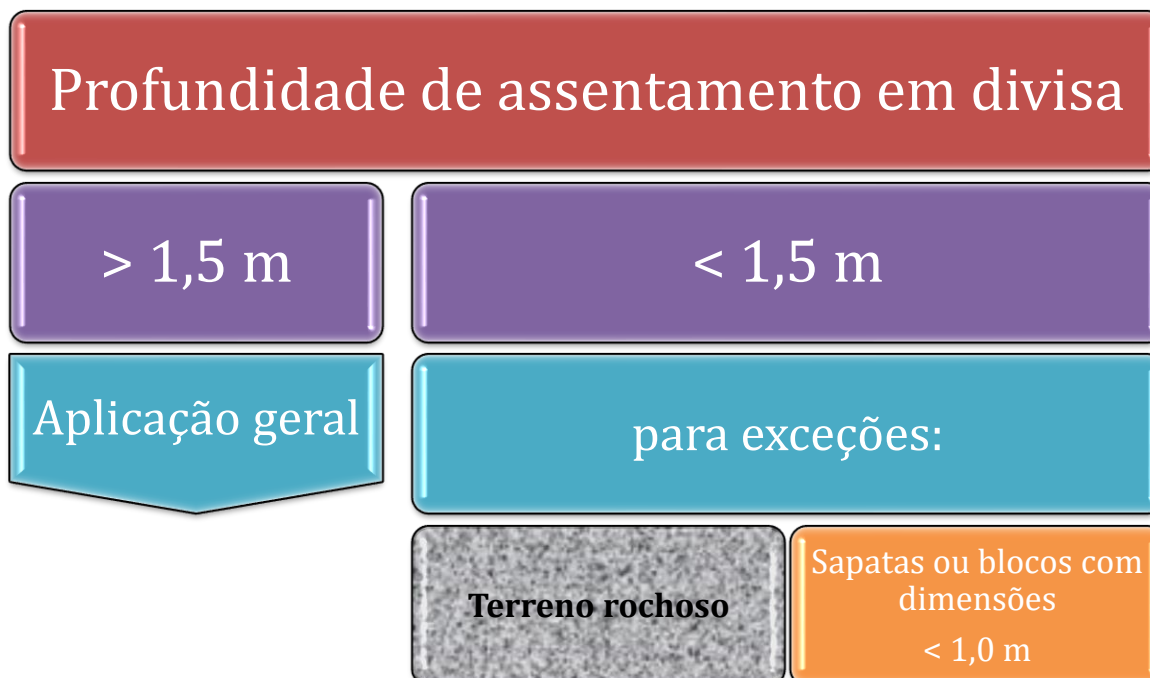 Profundidade de assentamento em divisa
> 1,5 m
< 1,5 m
Aplicação geral
para exceções:
Terreno rochoso
Sapatas ou blocos com
dimensões
< 1,0 m